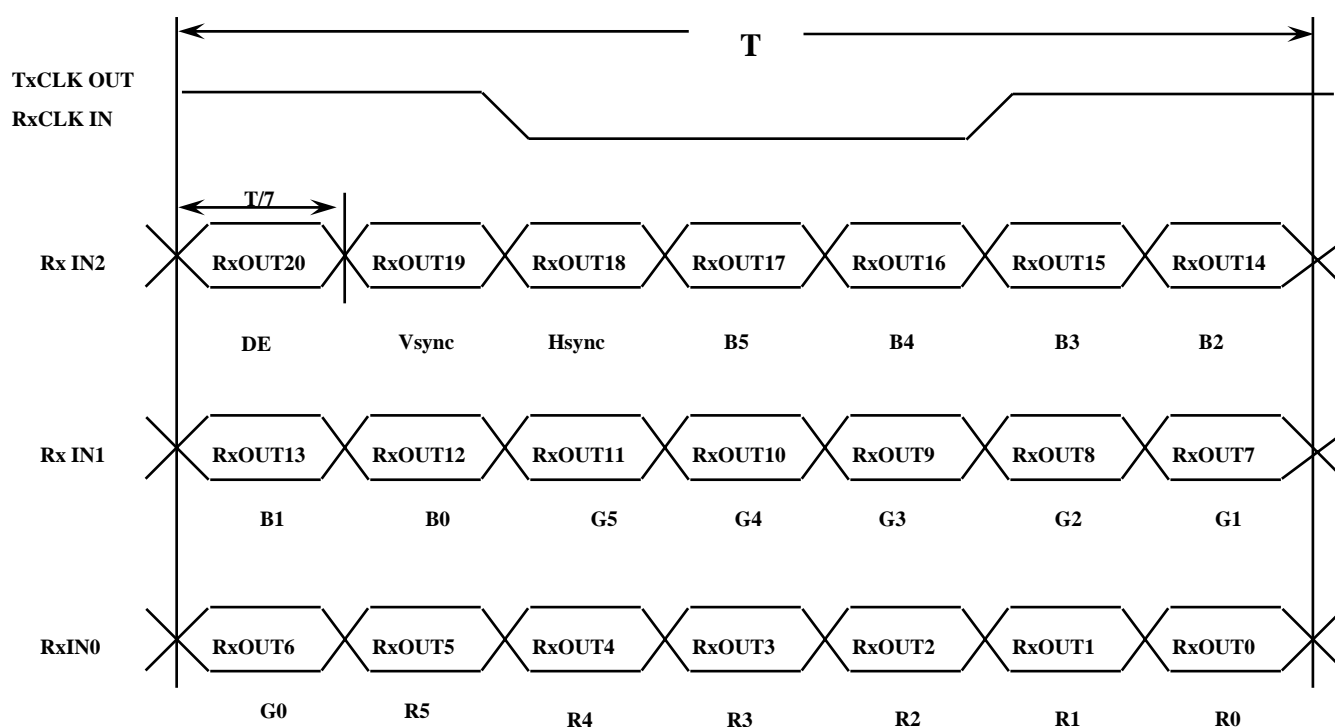 T
TxCLK OUT
RxCLK IN
T/7
Rx IN2 RxOUT20 RxOUT19 RxOUT18 RxOUT17 RxOUT16 RxOUT15 RxOUT14
DE Vsync Hsync B5 B4 B3 B2
Rx IN1 RxOUT13 RxOUT12 RxOUT11 RxOUT10 RxOUT9 RxOUT8 RxOUT7
B1 B0 G5 G4 G3 G2 G1
RxIN0 RxOUT6 RxOUT5 RxOUT4 RxOUT3 RxOUT2 RxOUT1 RxOUT0
G0 R5 R4 R3 R2 R1 R0